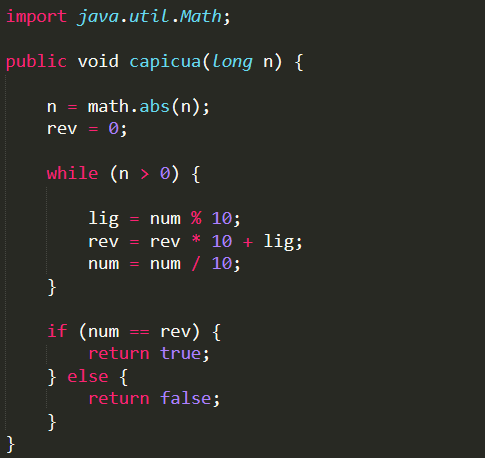 import java.util.Math;
public void capicua(long n) {
n = math.abs(n);
rev = 0;
while (n > 0) {
lig = num % 10;
rev = rev * 10 + lig;
num = num / 10;
}
if (num == rev) {
return true;
} else {
return false;
}
}